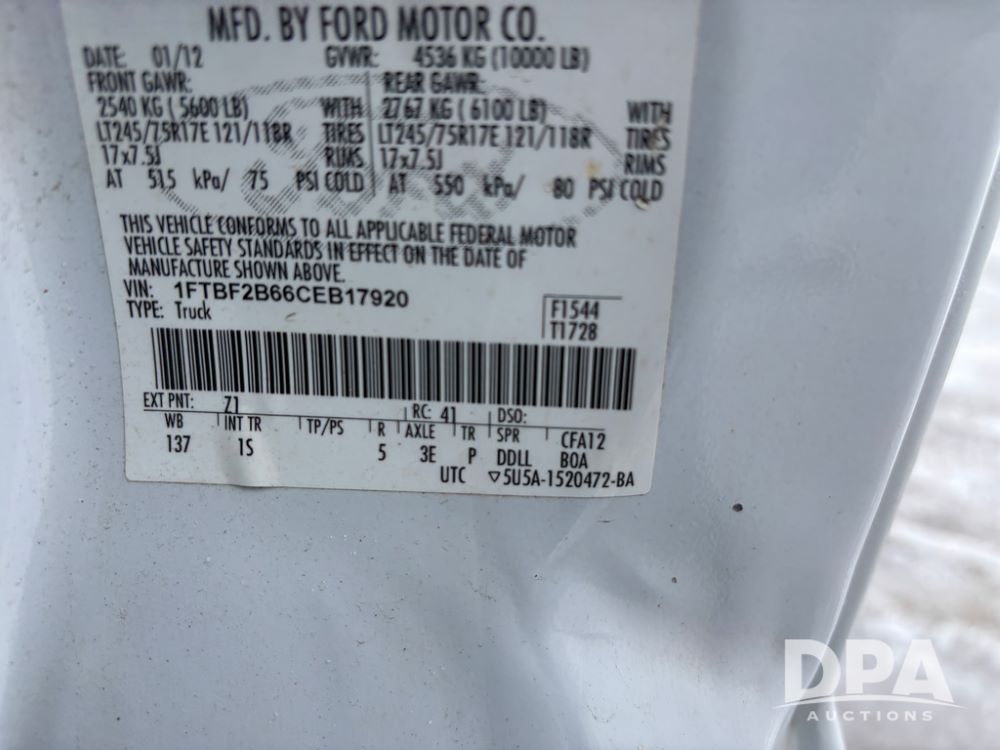 MFD. BY FORD MOTOR CO.
DATE: 01/12 GVWR: 4536 KG (10000 LB)
FRONT GAWR: REAR GAWR:
2540 KG ( 5600 LB) WITH 2767 KG ( 6100 LB) WITH
LT245/75R17E 121/118R TIRES LT245/75R17E 121/118R TIRES
17x7.5J RIMS 17x7.5J RIMS
AT 515 kPa/ 75 PSI COLD AT 550 kPa/ 80 PSI COLD
THIS VEHICLE CONFORMS TO ALL APPLICABLE FEDERAL MOTOR
VEHICLE SAFETY STANDARDS IN EFFECT ON THE DATE OF
MANUFACTURE SHOWN ABOVE.
VIN: 1FTBF2B66CEB17920
TYPE: Truck
F1544
T1728
EXT PNT: Z1 RC: 41 DSO:
WB INT TR TP/PS R AXLE TR SPR CFA12
137 1S 5 3E P DDLL BOA
UTC ▽5U5A-1520472-BA
DPA
AUCTIONS